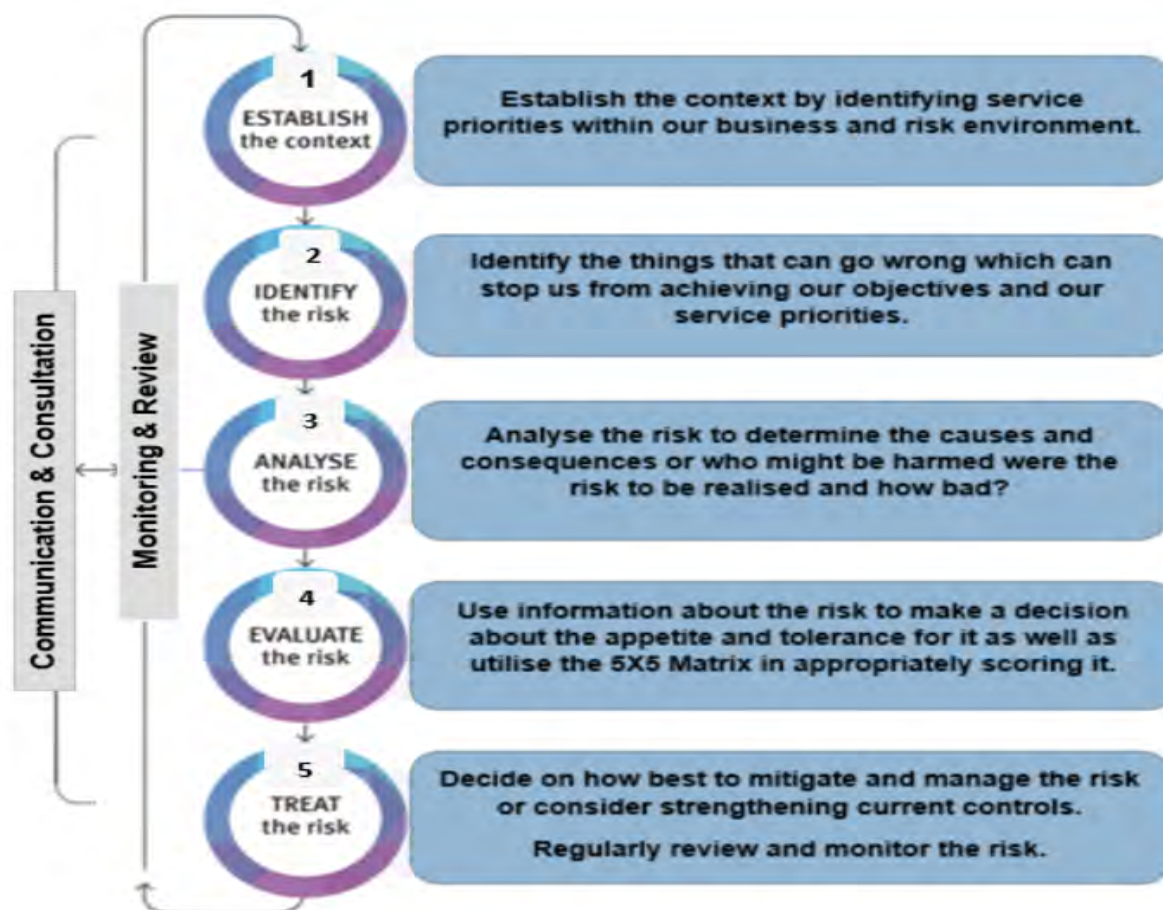 Communication & Consultation
Monitoring & Review
1
ESTABLISH
the context
Establish the context by identifying service
priorities within our business and risk environment.
2
IDENTIFY
the risk
Identify the things that can go wrong which can
stop us from achieving our objectives and our
service priorities.
3
ANALYSE
the risk
Analyse the risk to determine the causes and
consequences or who might be harmed were the
risk to be realised and how bad?
4
EVALUATE
the risk
Use information about the risk to make a decision
about the appetite and tolerance for it as well as
utilise the 5X5 Matrix in appropriately scoring it.
5
TREAT
the risk
Decide on how best to mitigate and manage the risk
or consider strengthening current controls.
Regularly review and monitor the risk.